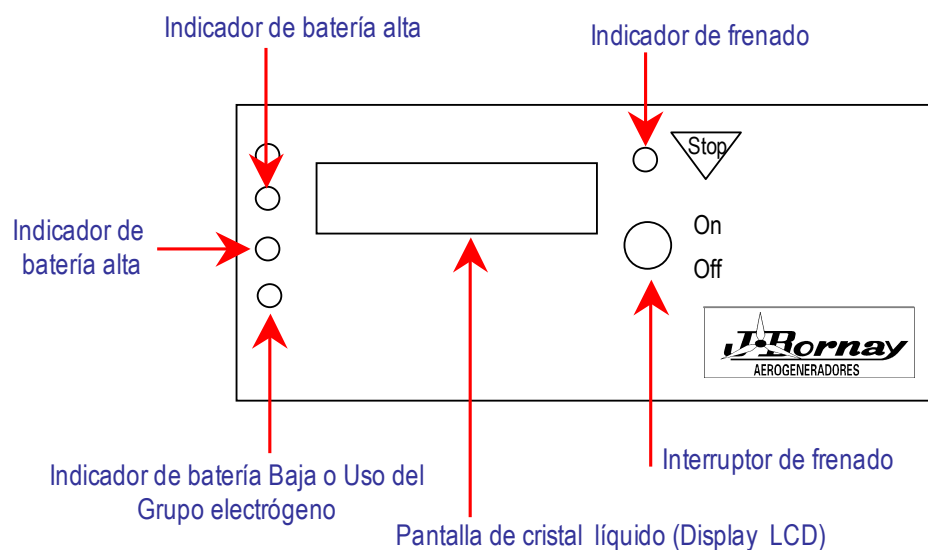 Indicador de batería alta
Indicador de frenado
Stop
Indicador de
batería alta
On
Off
J.Bornay
AEROGENERADORES
Indicador de batería Baja o Uso del
Grupo electrógeno
Interruptor de frenado
Pantalla de cristal líquido (Display LCD)